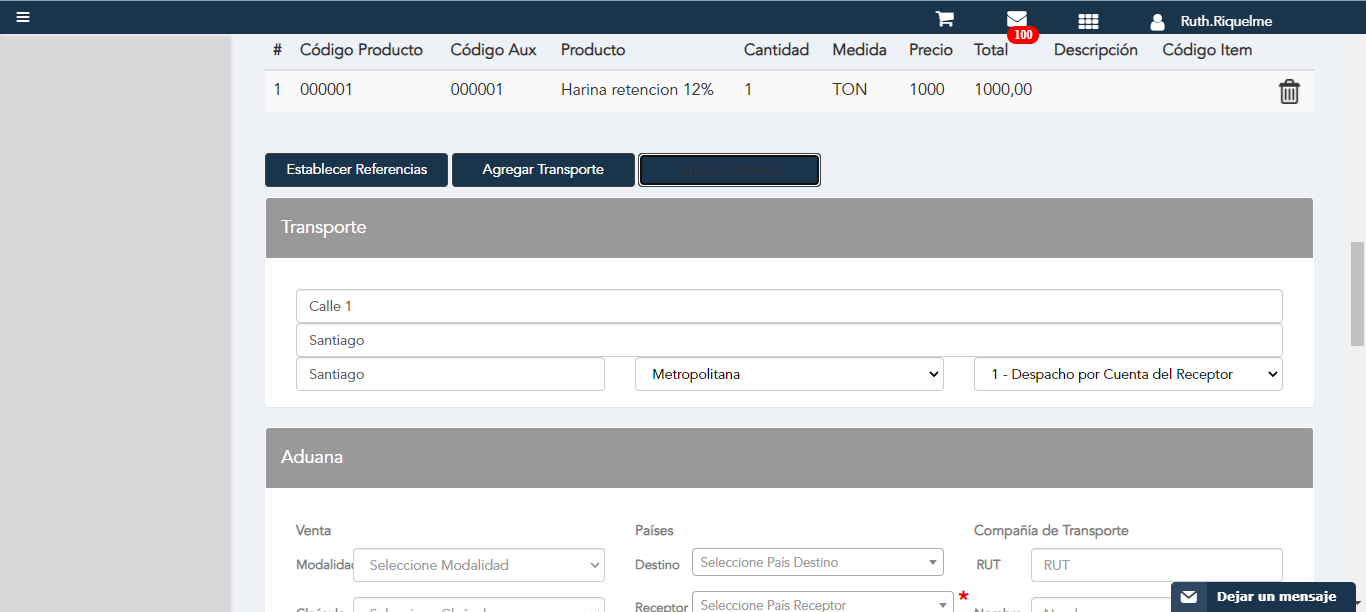 Ruth.Riquelme
100
# Código Producto Código Aux Producto Cantidad Medida Precio Total Descripción Código Item
1 000001 000001 Harina retencion 12% 1 TON 1000 1000,00
Establecer Referencias Agregar Transporte Agregar Aduana
Transporte
Calle 1
Santiago
Santiago Metropolitana 1 - Despacho por Cuenta del Receptor
Aduana
Venta Países Compañía de Transporte
Modalidad Seleccione Modalidad Destino Seleccione País Destino RUT RUT
Receptor Seleccione País Receptor *
Dejar un mensaje